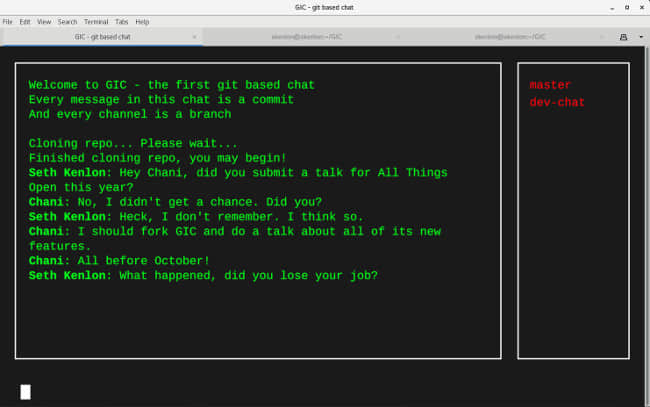 GIC - git based chat
File Edit View Search Terminal Tabs Help
GIC - git based chat
skenlon@skenlon:~/GIC
skenlon@skenlon:~/GIC
Welcome to GIC - the first git based chat
Every message in this chat is a commit
And every channel is a branch
Cloning repo... Please wait...
Finished cloning repo, you may begin!
Seth Kenlon: Hey Chani, did you submit a talk for All Things
Open this year?
Chani: No, I didn't get a chance. Did you?
Seth Kenlon: Heck, I don't remember. I think so.
Chani: I should fork GIC and do a talk about all of its new
features.
Chani: All before October!
Seth Kenlon: What happened, did you lose your job?
master
dev-chat